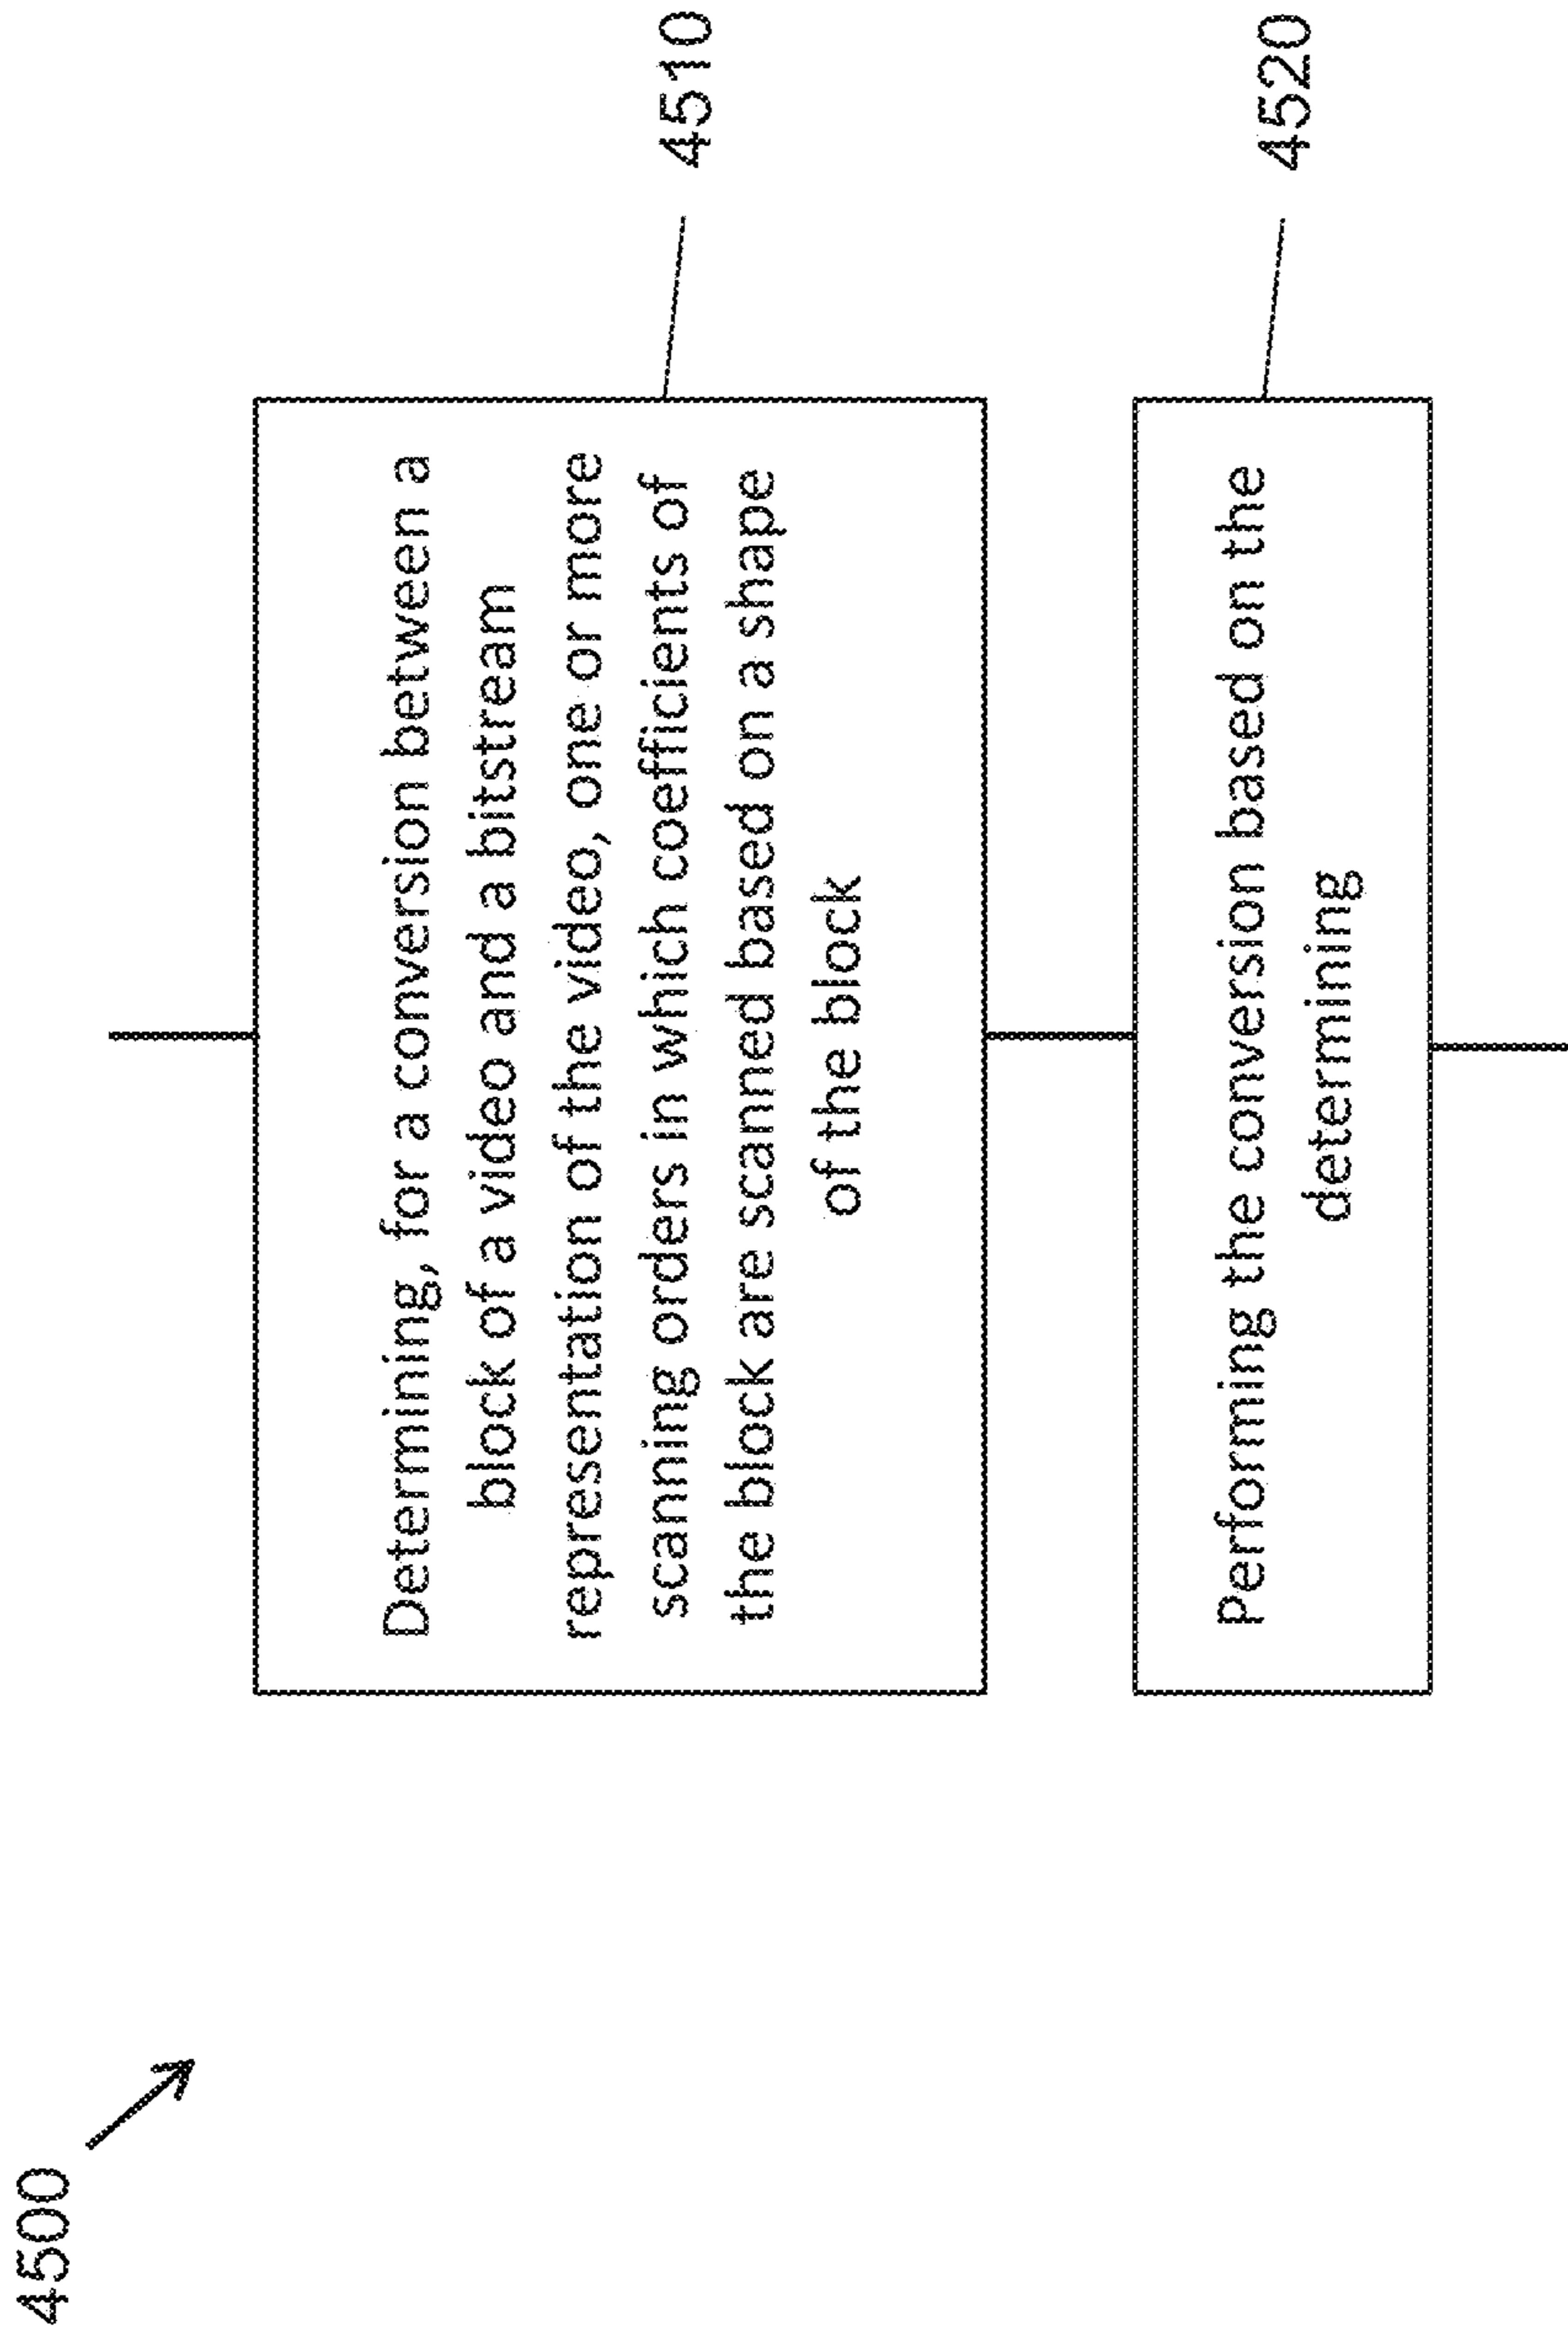 4500
Determining, for a conversion between a
block of a video and a bitstream
representation of the video, one or more
scanning orders in which coefficients of
the block are scanned based on a shape
of the block
4510
Performing the conversion based on the
determining
4520